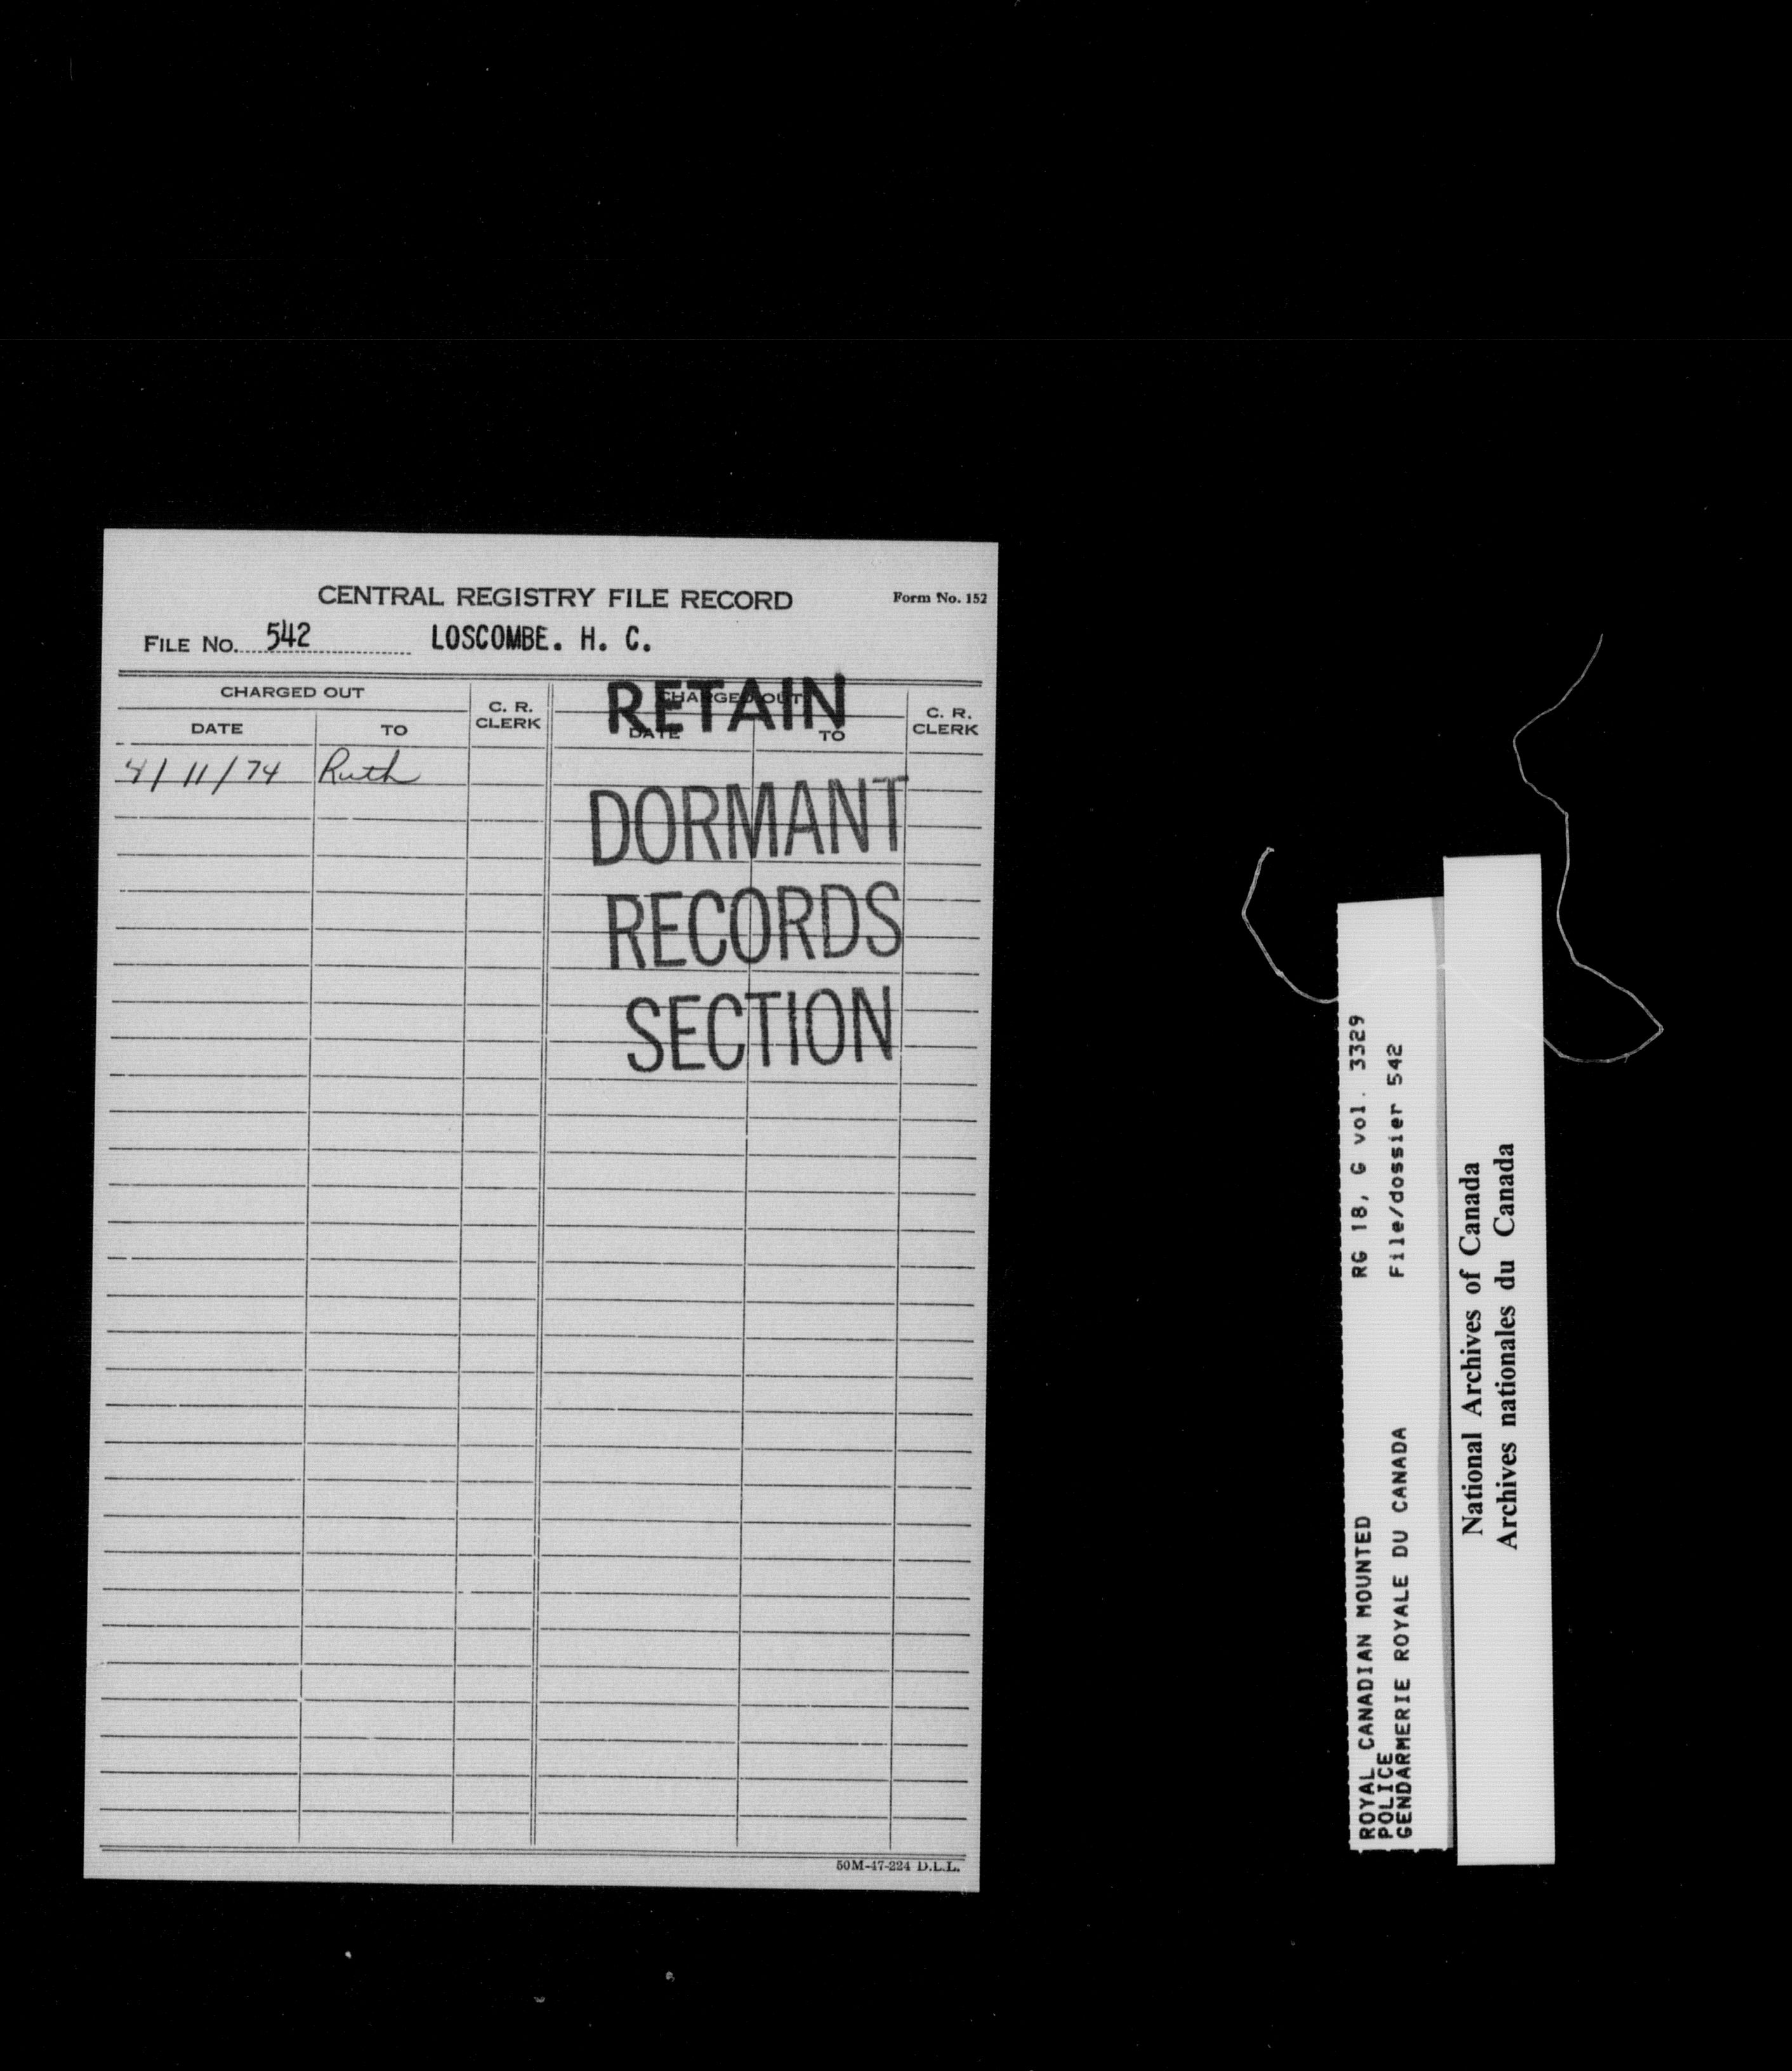 CENTRAL REGISTRY FILE RECORD
Form No. 152
FILE No. 542 LOSCOMBE. H. C.
CHARGED OUT
C. R.
CLERK
CHARGED OUT
C. R.
CLERK
RETAIN
DATE TO
DATE TO
4/11/74 Ruth
DORMANT
RECORDS
SECTION
50M-47-224 D.L.L.
ROYAL CANADIAN MOUNTED
POLICE
GENDARMERIE ROYALE DU CANADA
RG 18, G vol. 3329
File/dossier 542
National Archives of Canada
Archives nationales du Canada